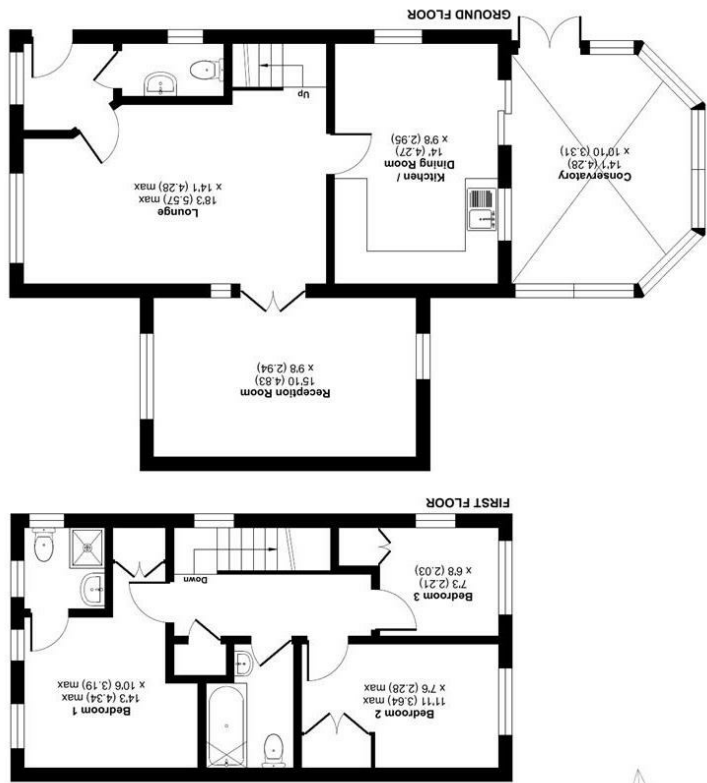 Bedroom 2
11'11 (3.64) max
x 7'6 (2.28) max
Bedroom 1
14'3 (4.34) max
x 10'6 (3.19) max
Bedroom 3
7'3 (2.21)
x 6'8 (2.03)
Down
FIRST FLOOR
Reception Room
15'10 (4.83)
x 9'8 (2.94)
Conservatory
14'1 (4.28)
x 10'10 (3.31)
Kitchen /
Dining Room
14' (4.27)
x 9'8 (2.95)
Lounge
18'3 (5.57) max
x 14'1 (4.28) max
Up
GROUND FLOOR